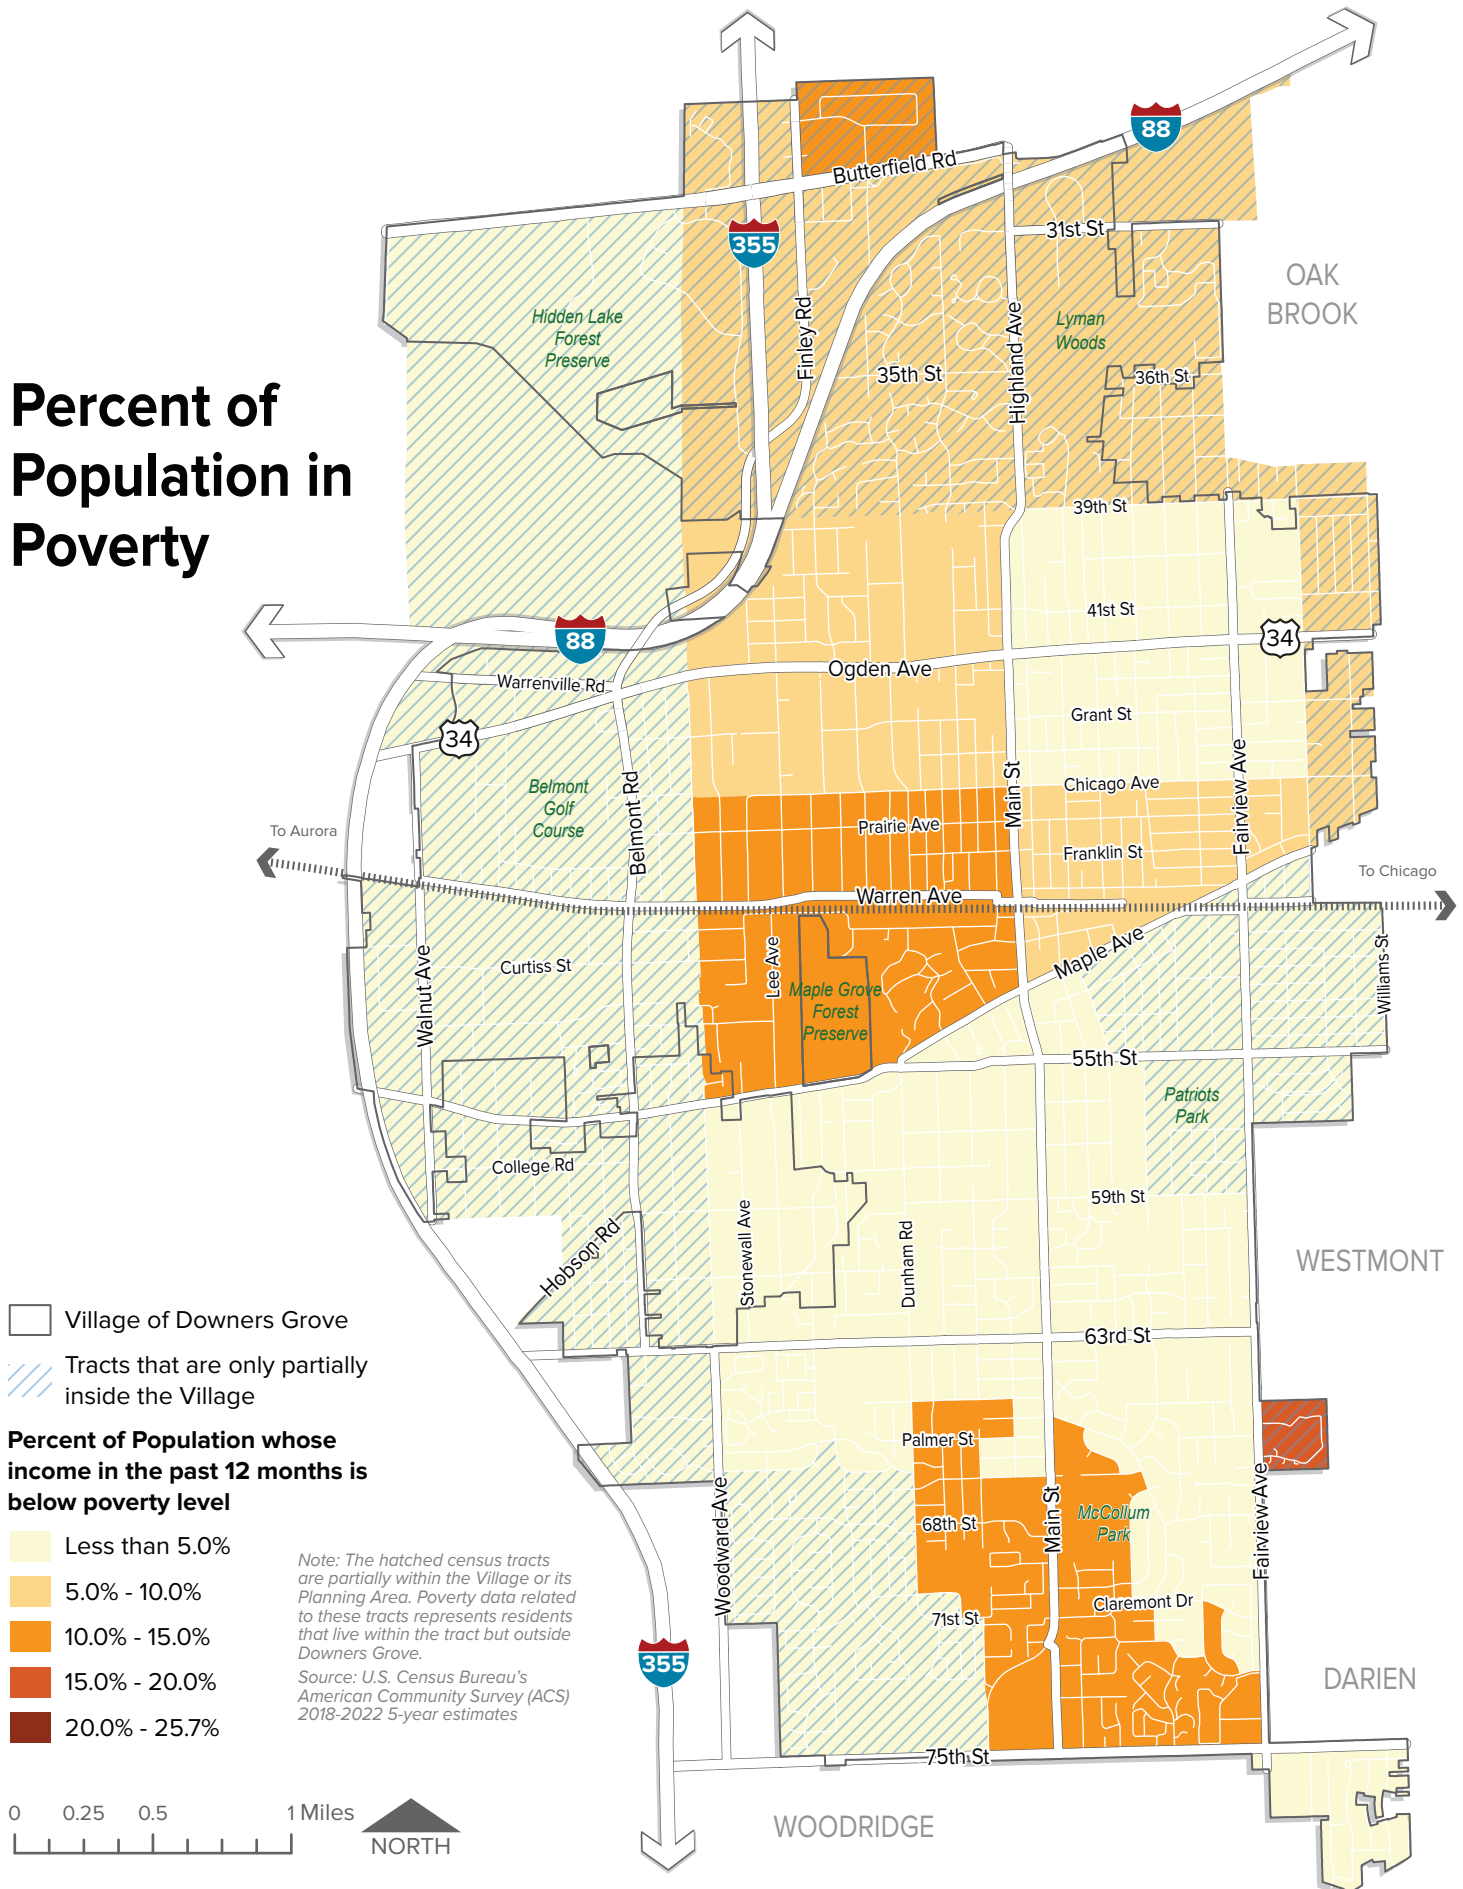 Percent of
Population in
Poverty
88
Butterfield Rd
355
31st St
OAK
BROOK
Hidden Lake
Forest
Preserve
Finley Rd
Highland Ave
Lyman
Woods
35th St
36th St
39th St
41st St
34
88
Ogden Ave
Warrenville Rd
Grant St
34
Belmont
Golf
Course
Belmont Rd
Main St
Chicago Ave
Fairview Ave
To Aurora
Prairie Ave
Franklin St
To Chicago
Warren Ave
Walnut Ave
Curtiss St
Lee Ave
Maple Ave
Williams St
Maple Grove
Forest
Preserve
55th St
Patriots
Park
College Rd
59th St
Hobson Rd
Stonewall Ave
Dunham Rd
WESTMONT
63rd St
Village of Downers Grove
Tracts that are only partially
inside the Village
Percent of Population whose
income in the past 12 months is
below poverty level
Less than 5.0%
5.0% - 10.0%
10.0% - 15.0%
15.0% - 20.0%
20.0% - 25.7%
Note: The hatched census tracts
are partially within the Village or its
Planning Area. Poverty data related
to these tracts represents residents
that live within the tract but outside
Downers Grove.
Source: U.S. Census Bureau's
American Community Survey (ACS)
2018-2022 5-year estimates
Palmer St
Woodward Ave
68th St
Main St
McCollum
Park
Fairview Ave
71st St
Claremont Dr
355
DARIEN
75th St
WOODRIDGE
0 0.25 0.5 1 Miles
NORTH